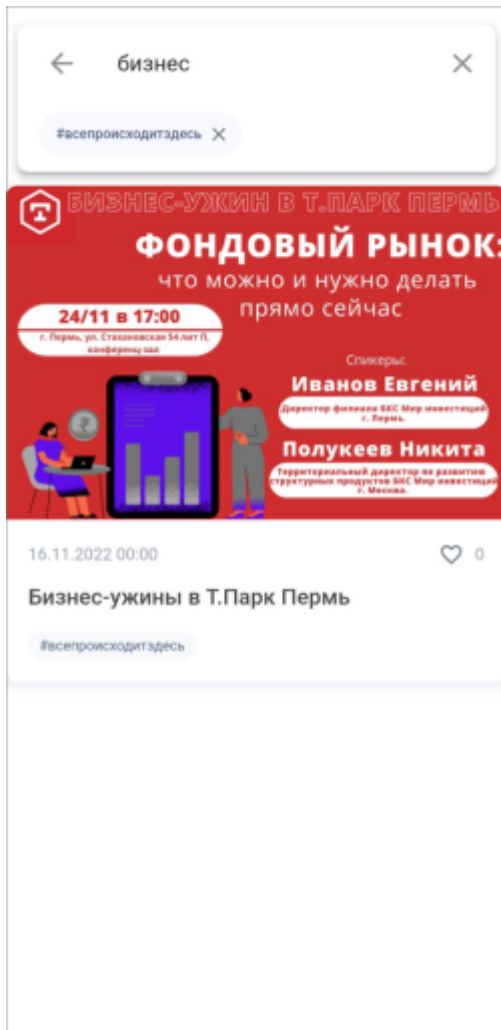 бизнес
#всепроисходитздесь
БИЗНЕС-УЖИН В Т.ПАРК ПЕРМЬ
ФОНДОВЫЙ РЫНОК:
что можно и нужно делать
прямо сейчас
24/11 в 17:00
г. Пермь, ул. Стахановская 54 лит П,
конференц-зал
Спикеры:
Иванов Евгений
Директор филиала БКС Мир инвестиций
г. Пермь.
Полукеев Никита
Территориальный директор по развитию
структурных продуктов БКС Мир инвестиций
г. Москва.
16.11.2022 00:00
0
Бизнес-ужины в Т.Парк Пермь
#всепроисходитздесь